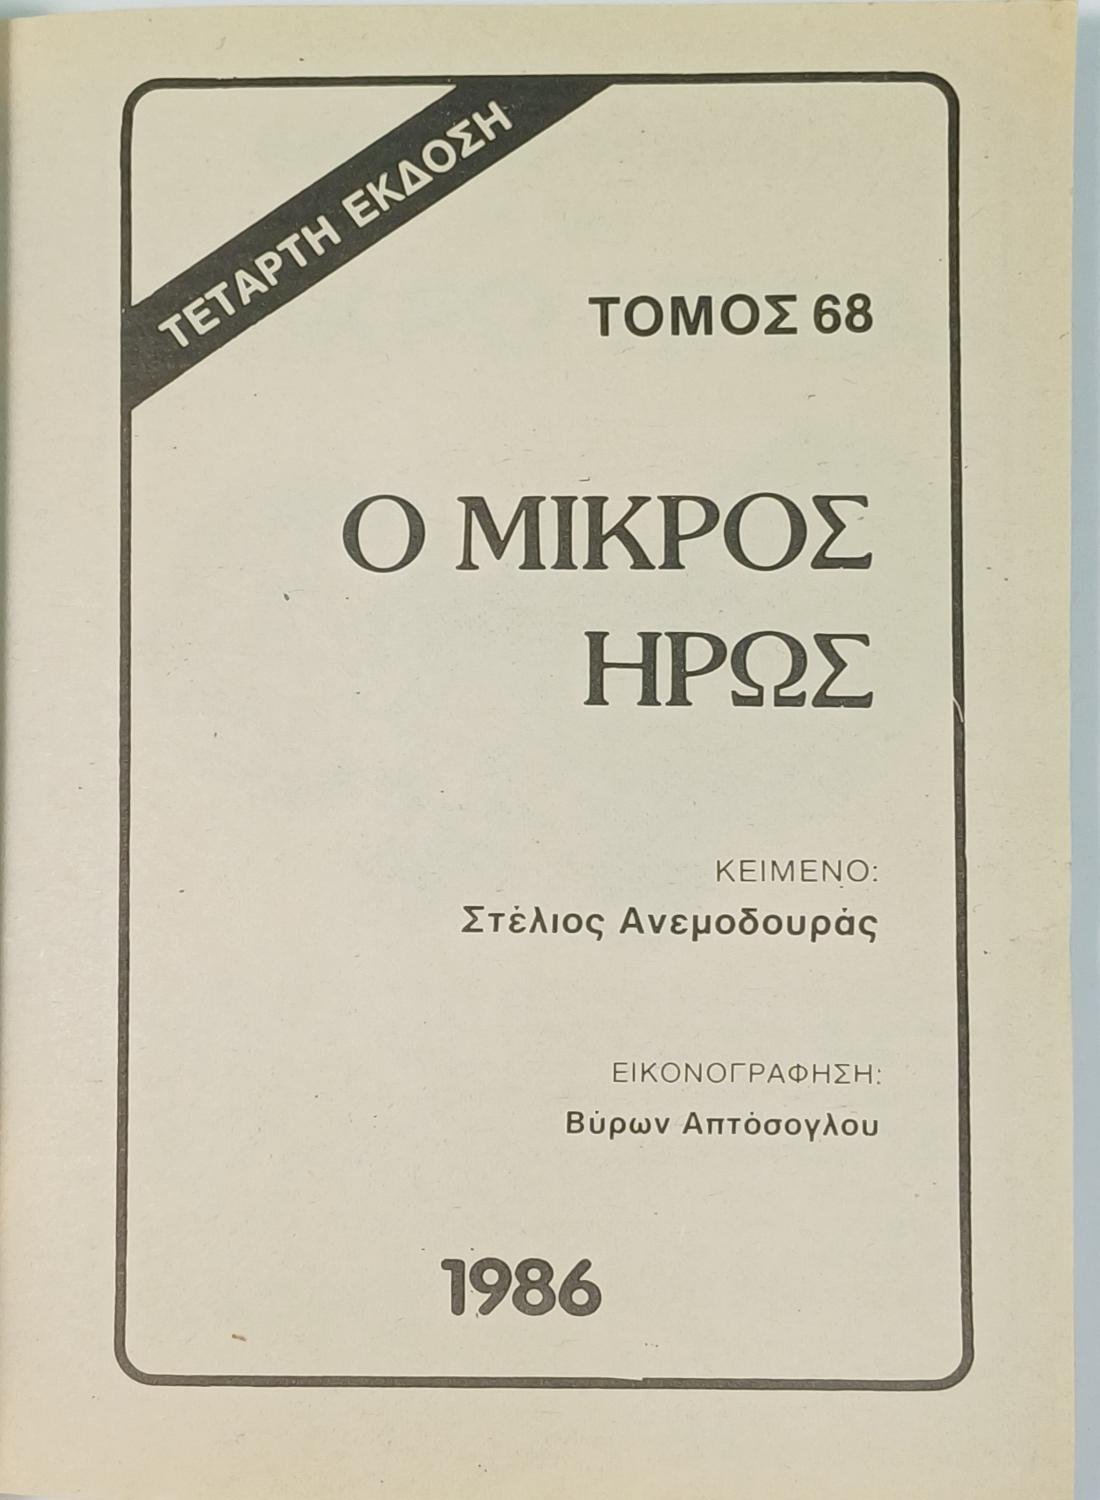 ΤΕΤΑΡΤΗ ΕΚΔΟΣΗ
ΤΟΜΟΣ 68
Ο ΜΙΚΡΟΣ
ΗΡΩΣ
ΚΕΙΜΕΝΟ:
Στέλιος Ανεμοδουράς
ΕΙΚΟΝΟΓΡΑΦΗΣΗ:
Βύρων Απτόσογλου
1986